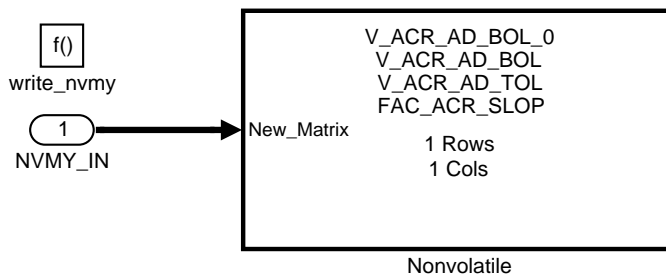 f()
write_nvmy
1
NVMY_IN
New_Matrix
V_ACR_AD_BOL_0
V_ACR_AD_BOL
V_ACR_AD_TOL
FAC_ACR_SLOP
1 Rows
1 Cols
Nonvolatile